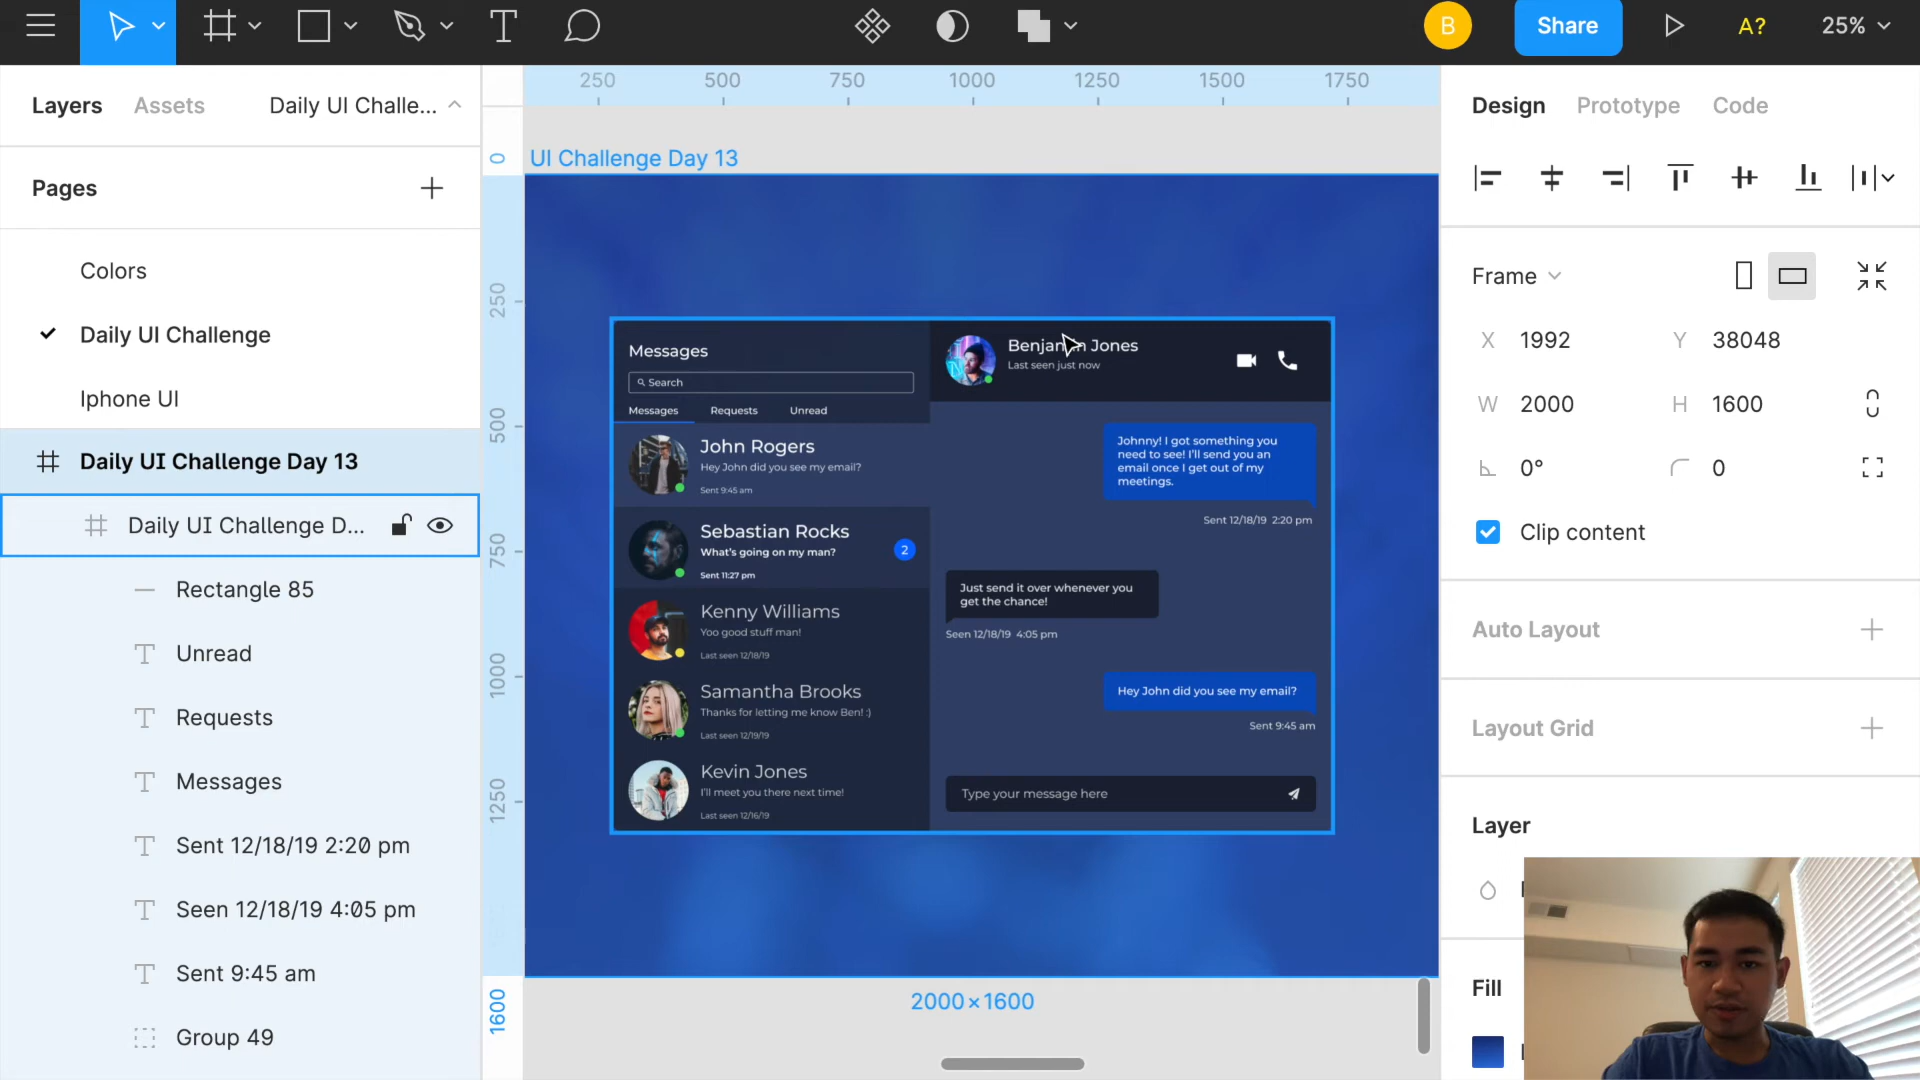 B
Share
A?
25%
Layers
Assets
Daily UI Challe...
Pages
Colors
Daily UI Challenge
Iphone UI
Daily UI Challenge Day 13
Daily UI Challenge D...
Rectangle 85
Unread
Requests
Messages
Sent 12/18/19 2:20 pm
Seen 12/18/19 4:05 pm
Sent 9:45 am
Group 49
250
500
750
1000
1250
1500
1750
0
250
500
750
1000
1250
1600
UI Challenge Day 13
Messages
Search
Messages
Requests
Unread
John Rogers
Hey John did you see my email?
Sent 9:45 am
Sebastian Rocks
What's going on my man?
Sent 11:27 pm
2
Kenny Williams
Yoo good stuff man!
Last seen 12/18/19
Samantha Brooks
Thanks for letting me know Ben! :)
Last seen 12/19/19
Kevin Jones
I'll meet you there next time!
Last seen 12/16/19
Benjamin Jones
Last seen just now
Johnny! I got something you
need to see! I'll send you an
email once I get out of my
meetings.
Sent 12/18/19 2:20 pm
Just send it over whenever you
get the chance!
Seen 12/18/19 4:05 pm
Hey John did you see my email?
Sent 9:45 am
Type your message here
2000×1600
Design
Prototype
Code
Frame
X 1992
Y 38048
W 2000
H 1600
0°
0
Clip content
Auto Layout
Layout Grid
Layer
Fill